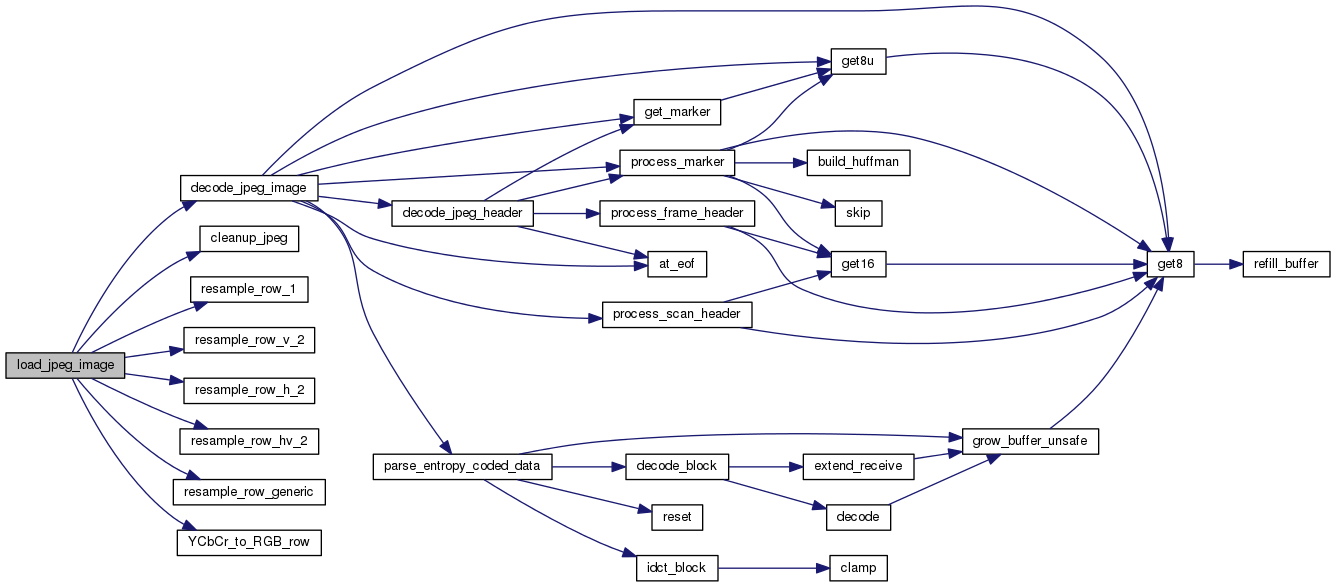 load_jpeg_image
decode_jpeg_image
cleanup_jpeg
resample_row_1
resample_row_v_2
resample_row_h_2
resample_row_hv_2
resample_row_generic
YCbCr_to_RGB_row
decode_jpeg_header
parse_entropy_coded_data
get_marker
process_marker
process_frame_header
at_eof
process_scan_header
decode_block
reset
idct_block
get8u
build_huffman
skip
get16
extend_receive
decode
clamp
grow_buffer_unsafe
get8
refill_buffer